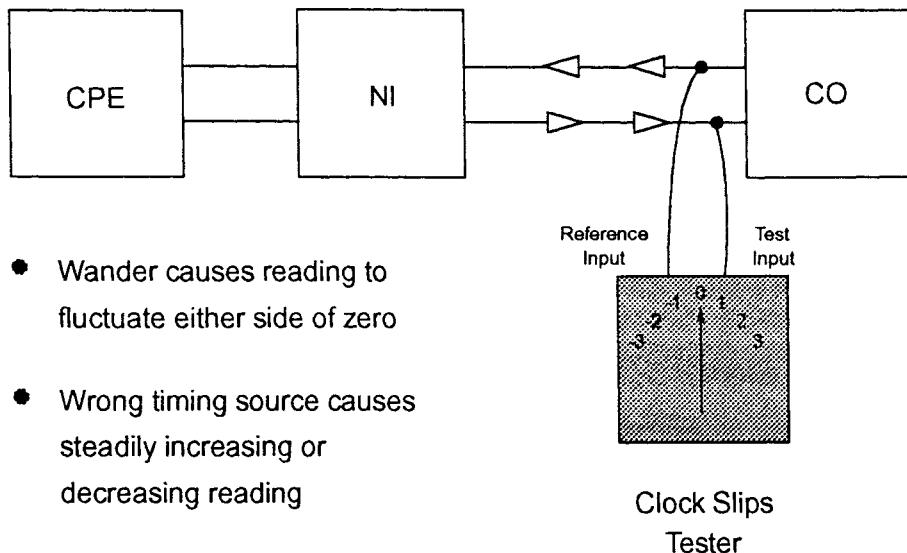 CPE
NI
CO
Reference
Input
Test
Input
-3 -2 -1 0 1 2 3
● Wander causes reading to
fluctuate either side of zero
● Wrong timing source causes
steadily increasing or
decreasing reading
Clock Slips
Tester